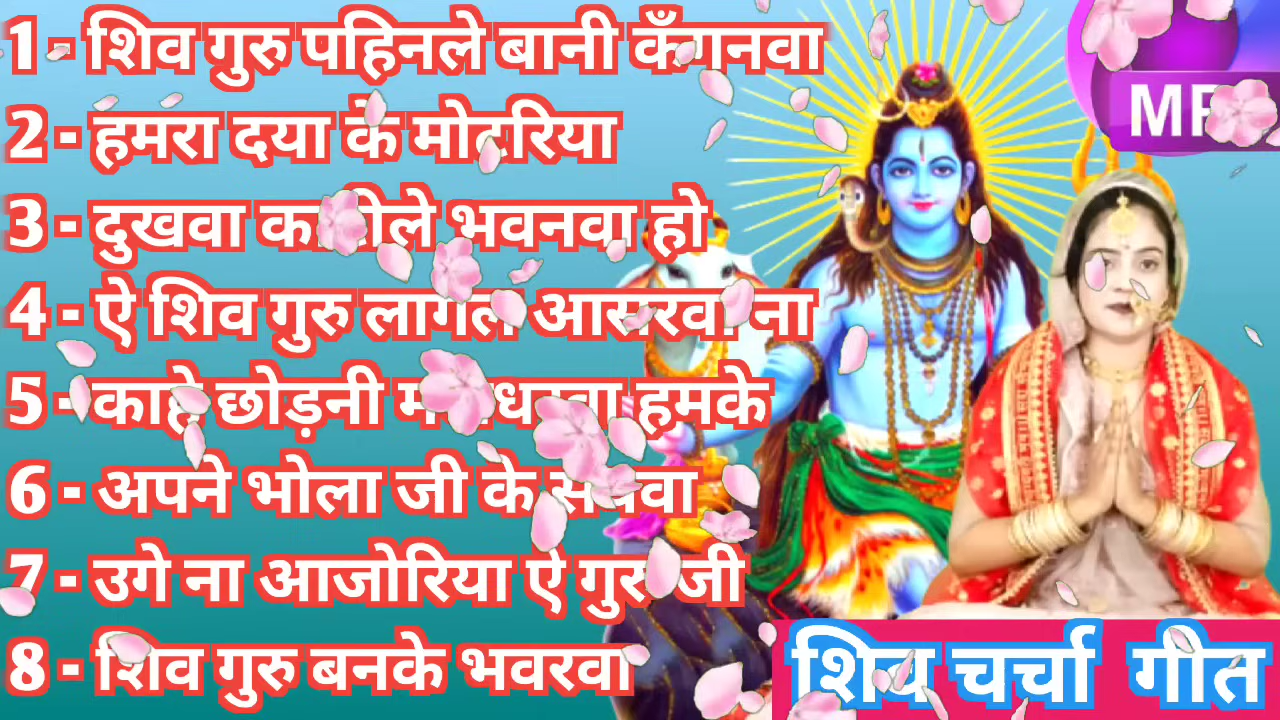 1 - शिव गुरु पहिनले बानी कँगनवा
2 - हमरा दया के मोटरिया
3 - दुखवा भवनवा हो
4 - ऐ शिव गुरु लागल आसरवा ना
5 - काहे छोड़नी हमके
6 - अपने भोला जी के
7 - उगे ना आजोरिया ऐ गुरु जी
8 - शिव गुरु बनके भवरवा
शिव चर्चा गीत